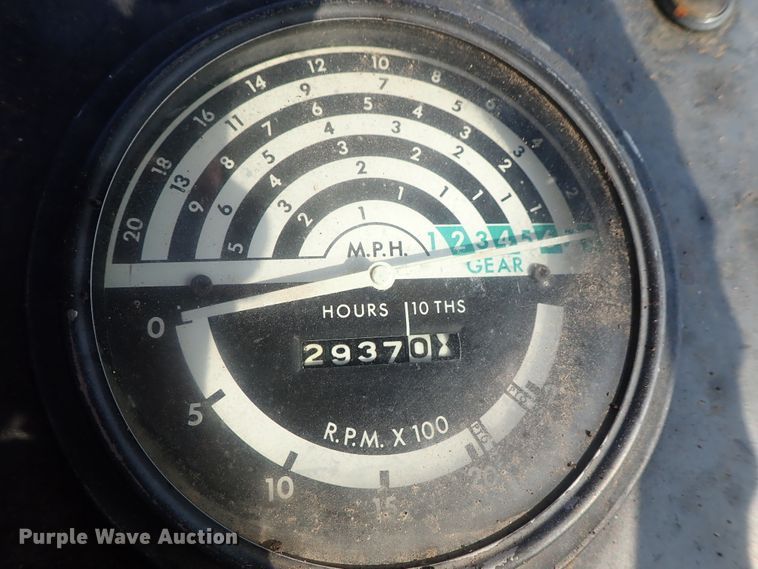 20 18 16 14 12 10 8 6 4 2
13 11 9 7 5 3 1
9 8 7 6 5 4 3 2 1
6 5 4 3 2 1
5 4 3 2 1
3 2 1
2 1
1
M.P.H. 1 2 3 4 5
GEAR
HOURS 10 THS
29370
0 5 10 15 20
R.P.M. X 100
Purple Wave Auction